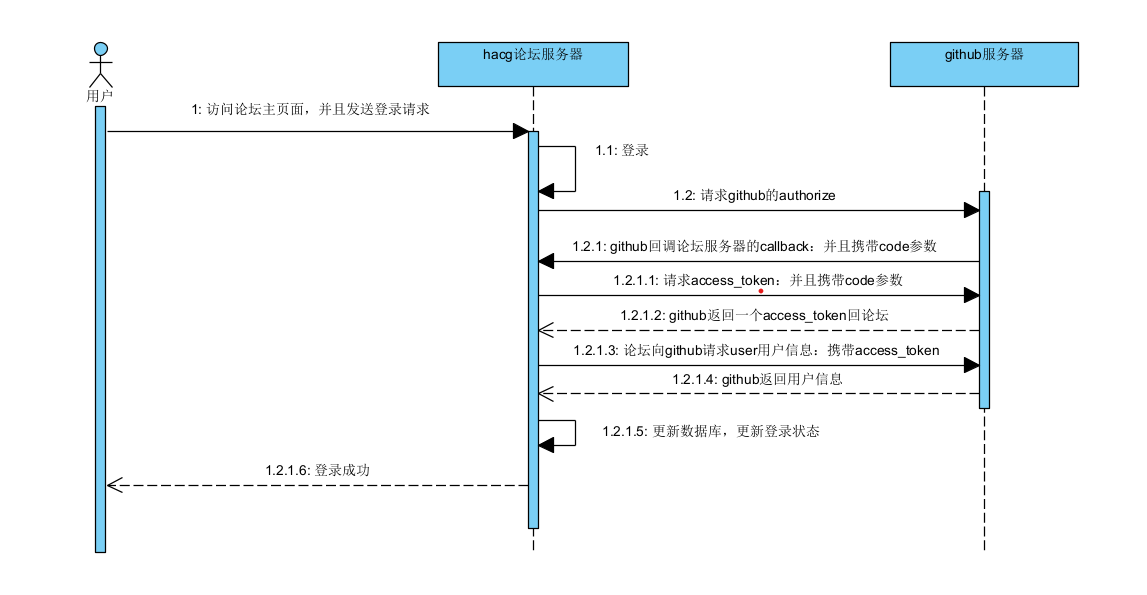 hacg论坛服务器
github服务器
用户
1: 访问论坛主页面，并且发送登录请求
1.1: 登录
1.2: 请求github的authorize
1.2.1: github回调论坛服务器的callback：并且携带code参数
1.2.1.1: 请求access_token：并且携带code参数
1.2.1.2: github返回一个access_token回论坛
1.2.1.3: 论坛向github请求user用户信息：携带access_token
1.2.1.4: github返回用户信息
1.2.1.5: 更新数据库，更新登录状态
1.2.1.6: 登录成功